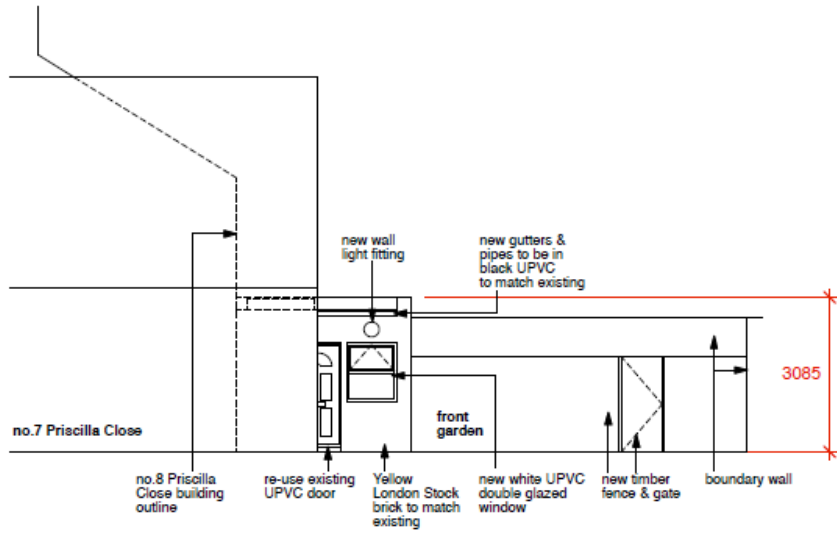 new wall
light fitting
new gutters &
pipes to be in
black UPVC
to match existing
3085
no.7 Priscilla Close
front
garden
no.8 Priscilla
Close building
outline
re-use existing
UPVC door
Yellow
London Stock
brick to match
existing
new white UPVC
double glazed
window
new timber
fence & gate
boundary wall